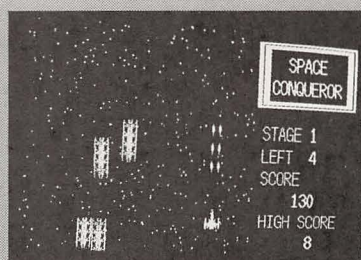 SPACE
CONQUEROR
STAGE 1
LEFT 4
SCORE
130
HIGH SCORE
8